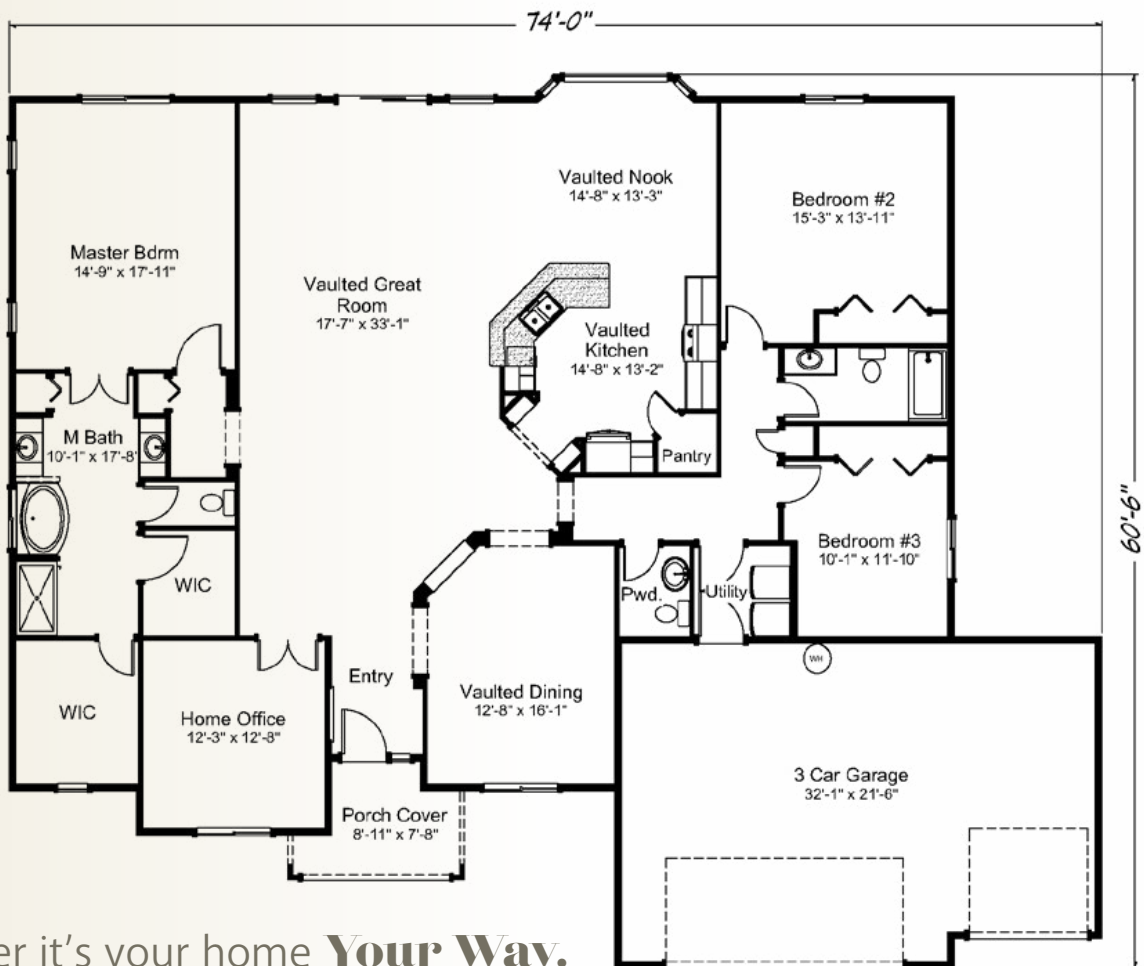 74'-0"
Vaulted Nook
14'-8" x 13'-3"
Bedroom #2
15'-3" x 13'-11"
Master Bdrm
14'-9" x 17'-11"
Vaulted Great
Room
17'-7" x 33'-1"
Vaulted
Kitchen
14'-8" x 13'-2"
M Bath
10'-1" x 17'-8'
Pantry
60'-6"
Bedroom #3
10'-1" x 11'-10"
WIC
Pwd.
Utility
WH
Entry
WIC
Home Office
12'-3" x 12'-8"
Vaulted Dining
12'-8" x 16'-1"
3 Car Garage
32'-1" x 21'-6"
Porch Cover
8'-11" x 7'-8"
er it's your home Your Way.